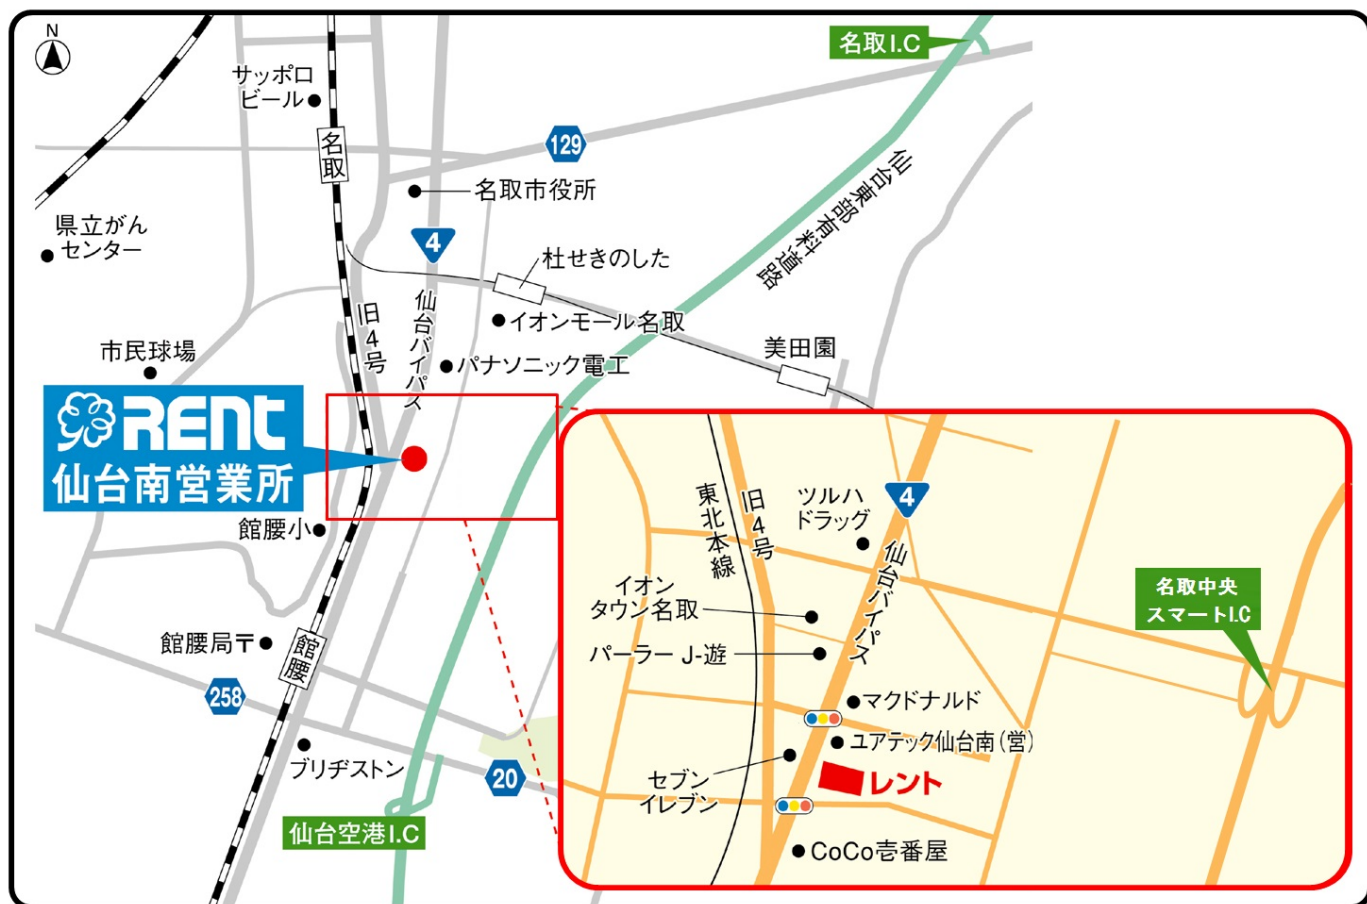 N
名取I.C
サッポロ
ビール
名取
129
名取市役所
仙台東部有料道路
県立がん
センター
4
杜せきのした
仙台バイパス
旧4号
イオンモール名取
美田園
市民球場
パナソニック電工
RENT
仙台南営業所
館腰小
館腰局〒
館腰
258
ブリヂストン
20
仙台空港I.C
東北本線
旧4号
ツルハ
ドラッグ
4
仙台バイパス
イオン
タウン名取
名取中央
スマートI.C
パーラー J-遊
マクドナルド
ユアテック仙台南(営)
セブン
イレブン
レント
CoCo壱番屋